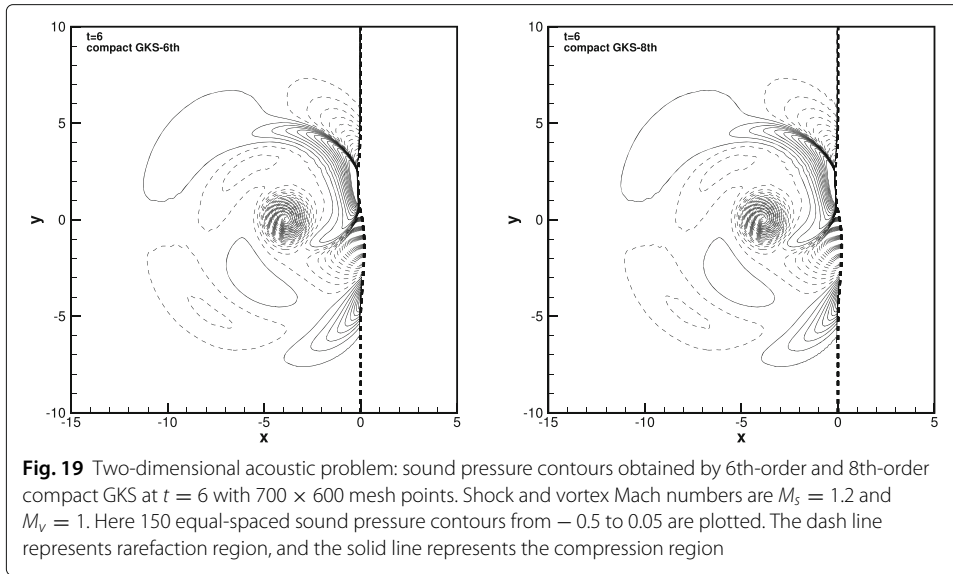 t=6
compact GKS-6th
10
5
0
-5
-10
y
-15
-10
-5
0
5
x
t=6
compact GKS-8th
10
5
0
-5
-10
y
-15
-10
-5
0
5
x
Fig. 19 Two-dimensional acoustic problem: sound pressure contours obtained by 6th-order and 8th-order
compact GKS at t = 6 with 700 × 600 mesh points. Shock and vortex Mach numbers are Ms = 1.2 and
Mv = 1. Here 150 equal-spaced sound pressure contours from − 0.5 to 0.05 are plotted. The dash line
represents rarefaction region, and the solid line represents the compression region